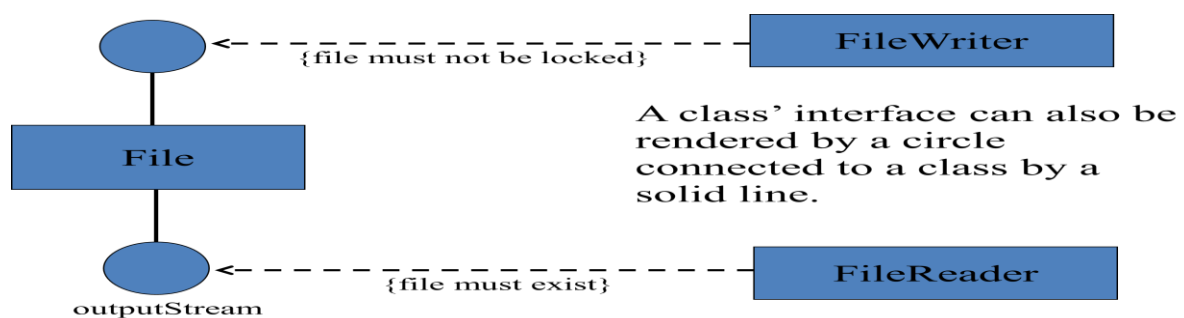 FileWriter
{file must not be locked}
A class’ interface can also be
rendered by a circle
connected to a class by a
solid line.
File
FileReader
{file must exist}
outputStream